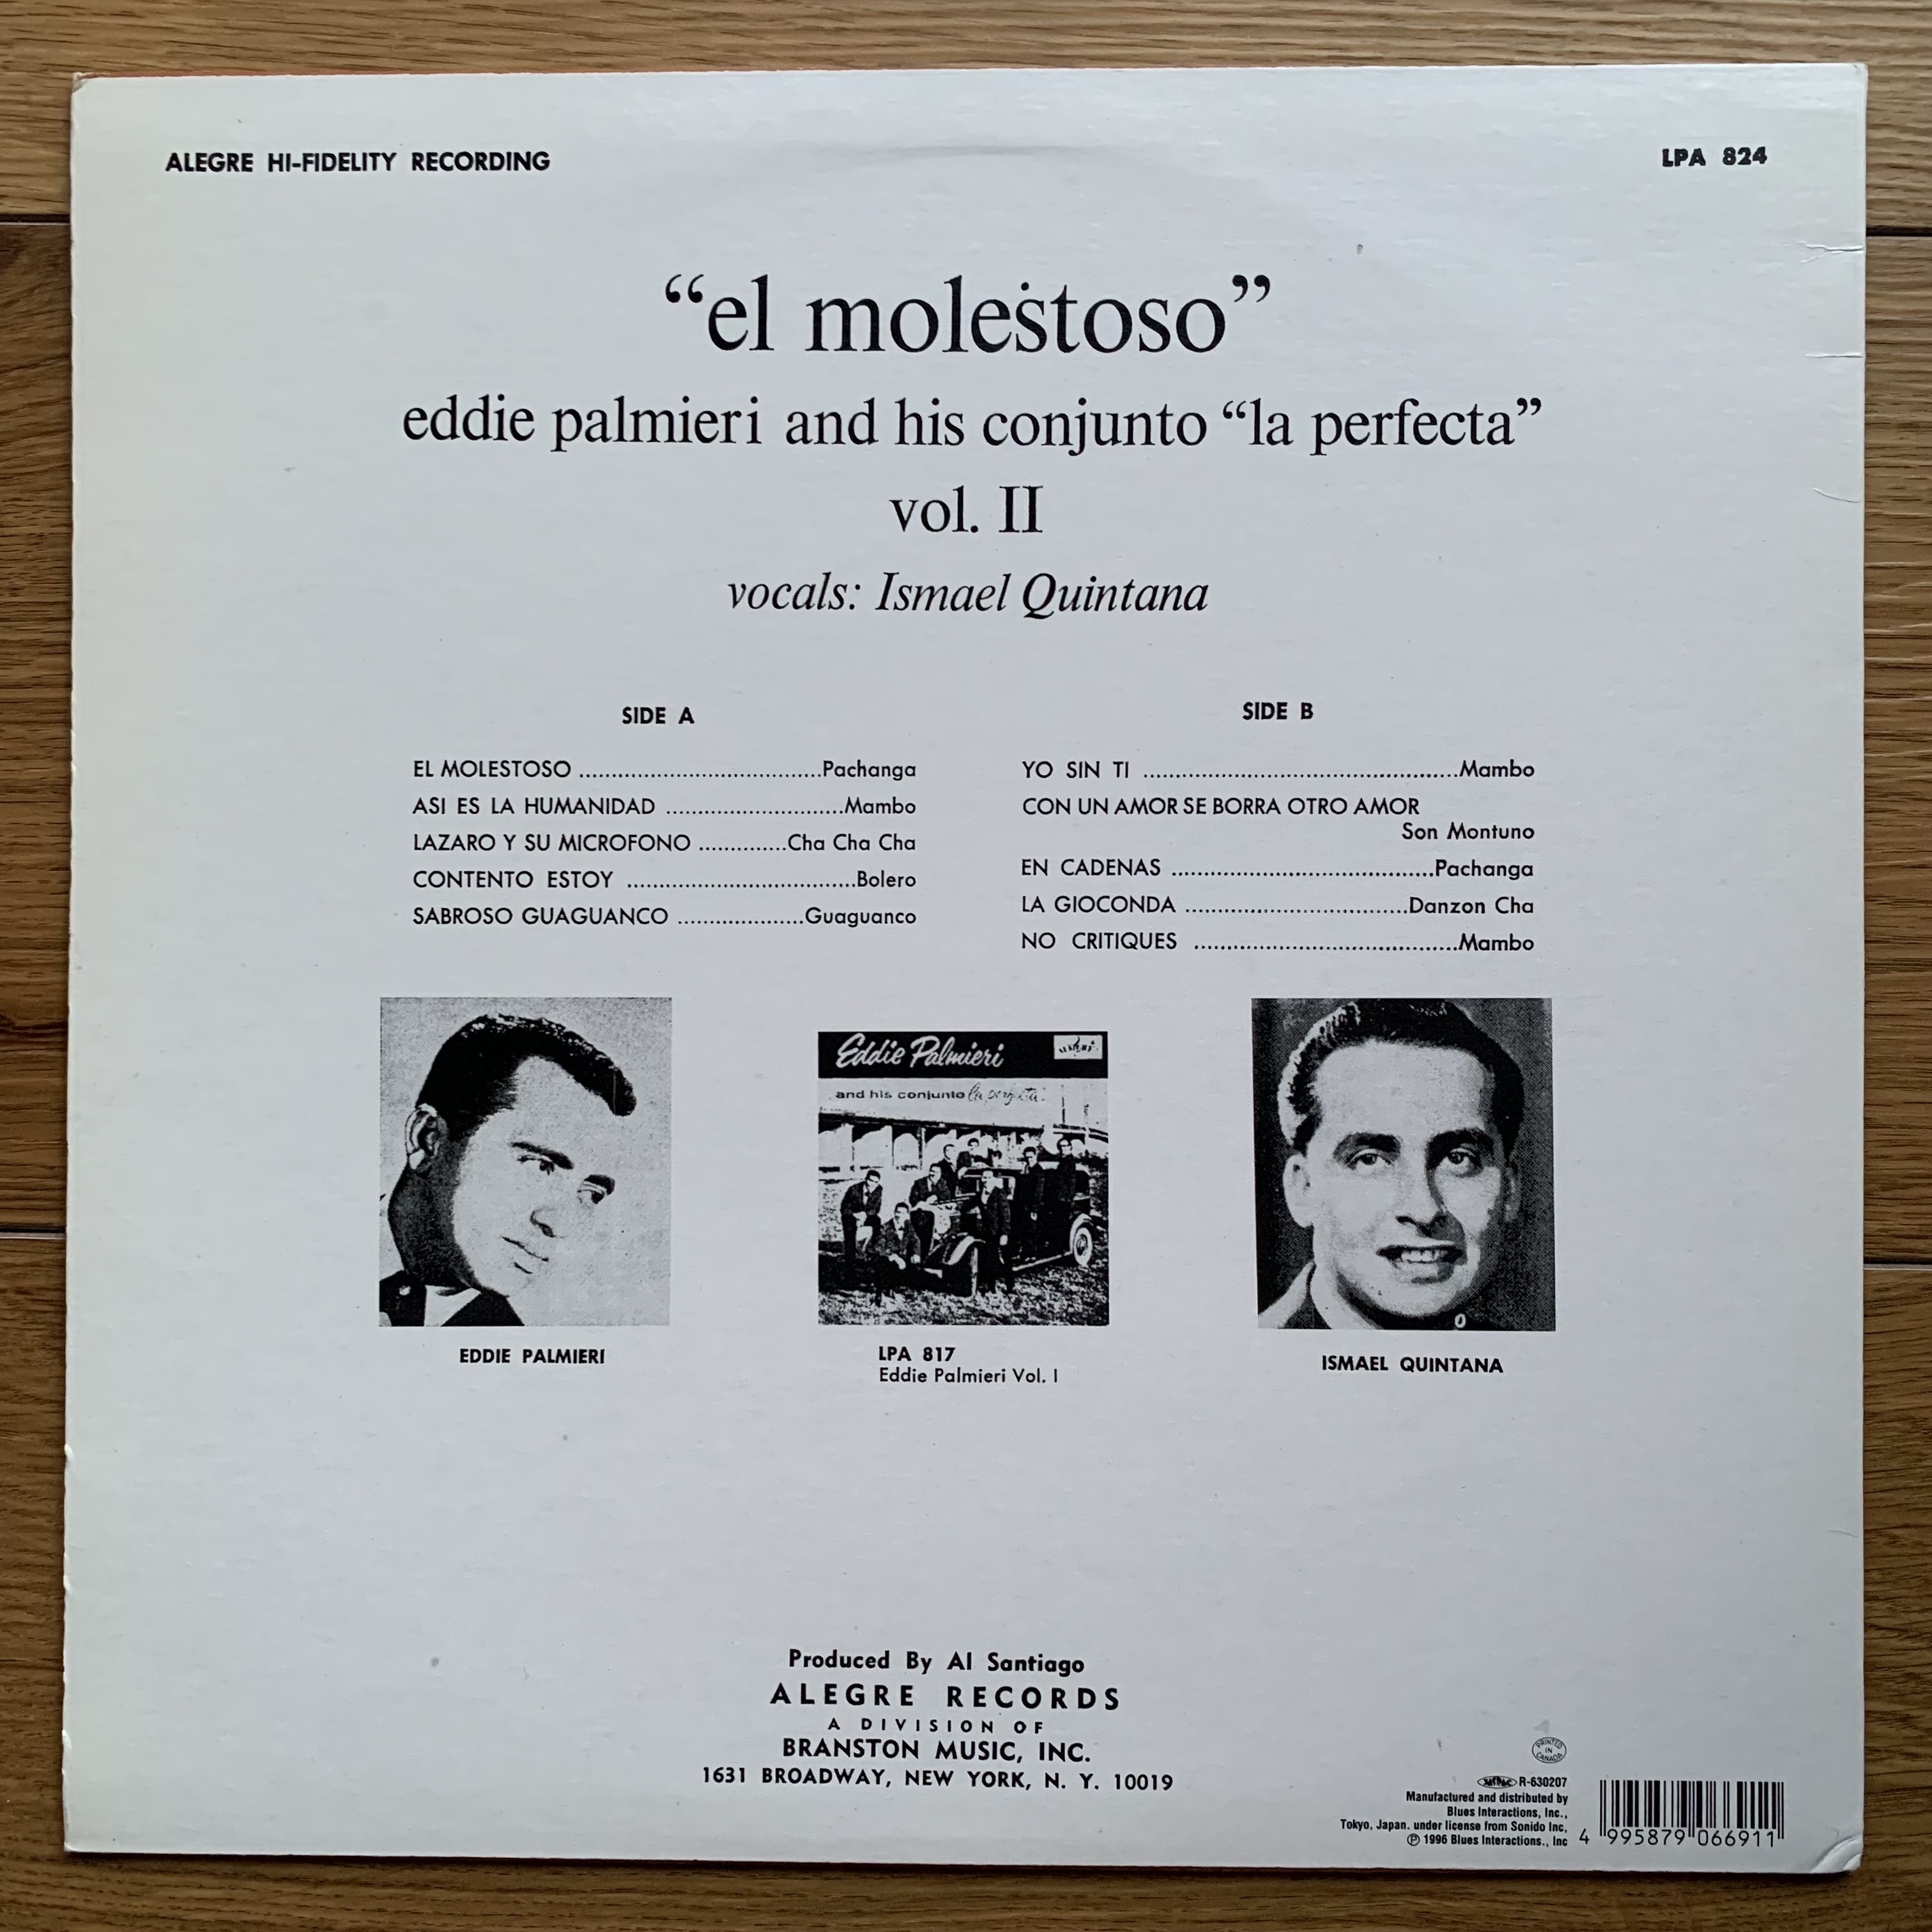 ALEGRE HI-FIDELITY RECORDING
LPA 824
“el molestoso”
eddie palmieri and his conjunto “la perfecta”
vol. II
vocals: Ismael Quintana
SIDE A
EL MOLESTOSO ......................................Pachanga
ASI ES LA HUMANIDAD ............................Mambo
LAZARO Y SU MICROFONO ..............Cha Cha Cha
CONTENTO ESTOY ....................................Bolero
SABROSO GUAGUANCO ....................Guaguanco
SIDE B
YO SIN TI .................................................Mambo
CON UN AMOR SE BORRA OTRO AMOR
Son Montuno
EN CADENAS .........................................Pachanga
LA GIOCONDA ...................................Danzon Cha
NO CRITIQUES .........................................Mambo
Eddie Palmieri
ALEGRE
and his conjunto la perfecta
EDDIE PALMIERI
LPA 817
Eddie Palmieri Vol. I
ISMAEL QUINTANA
Produced By Al Santiago
ALEGRE RECORDS
A DIVISION OF
BRANSTON MUSIC, INC.
1631 BROADWAY, NEW YORK, N. Y. 10019
PRINTED
IN
CANADA
R-630207
Manufactured and distributed by
Blues Interactions, Inc.,
Tokyo, Japan. under license from Sonido Inc,
Ⓟ 1996 Blues Interactions., Inc
4 995879 066911